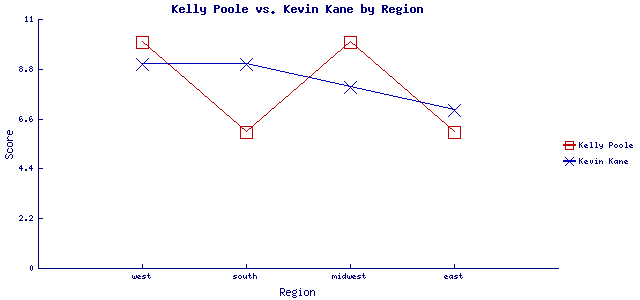 Kelly Poole vs. Kevin Kane by Region
11
8.8
6.6
4.4
2.2
0
Score
west south midwest east
Region
Kelly Poole
Kevin Kane